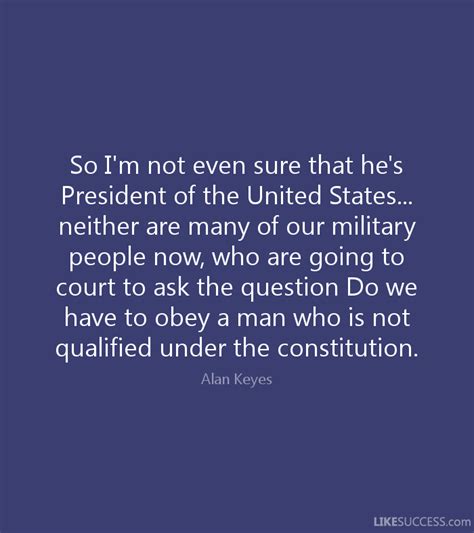 So I'm not even sure that he's
President of the United States...
neither are many of our military
people now, who are going to
court to ask the question Do we
have to obey a man who is not
qualified under the constitution.
Alan Keyes
LIKESUCCESS.com